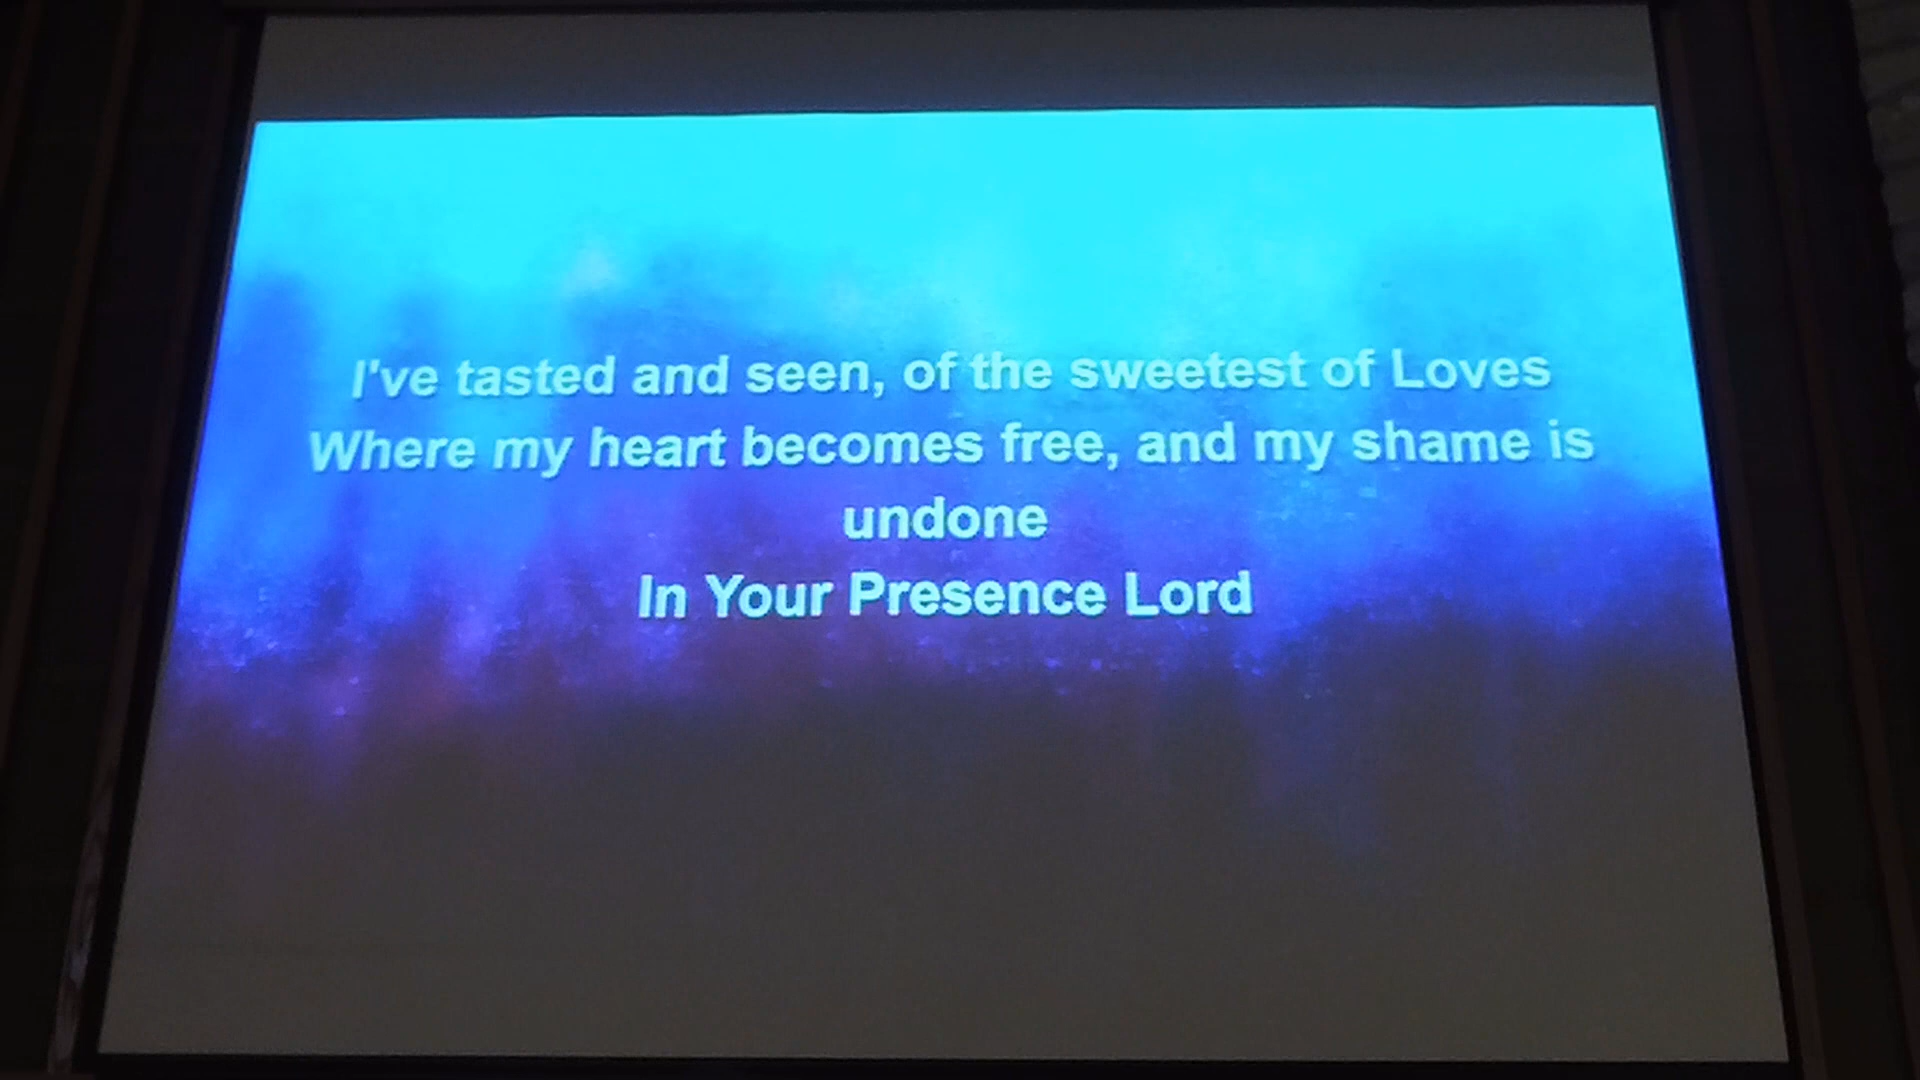 I've tasted and seen, of the sweetest of Loves
Where my heart becomes free, and my shame is
undone
In Your Presence Lord